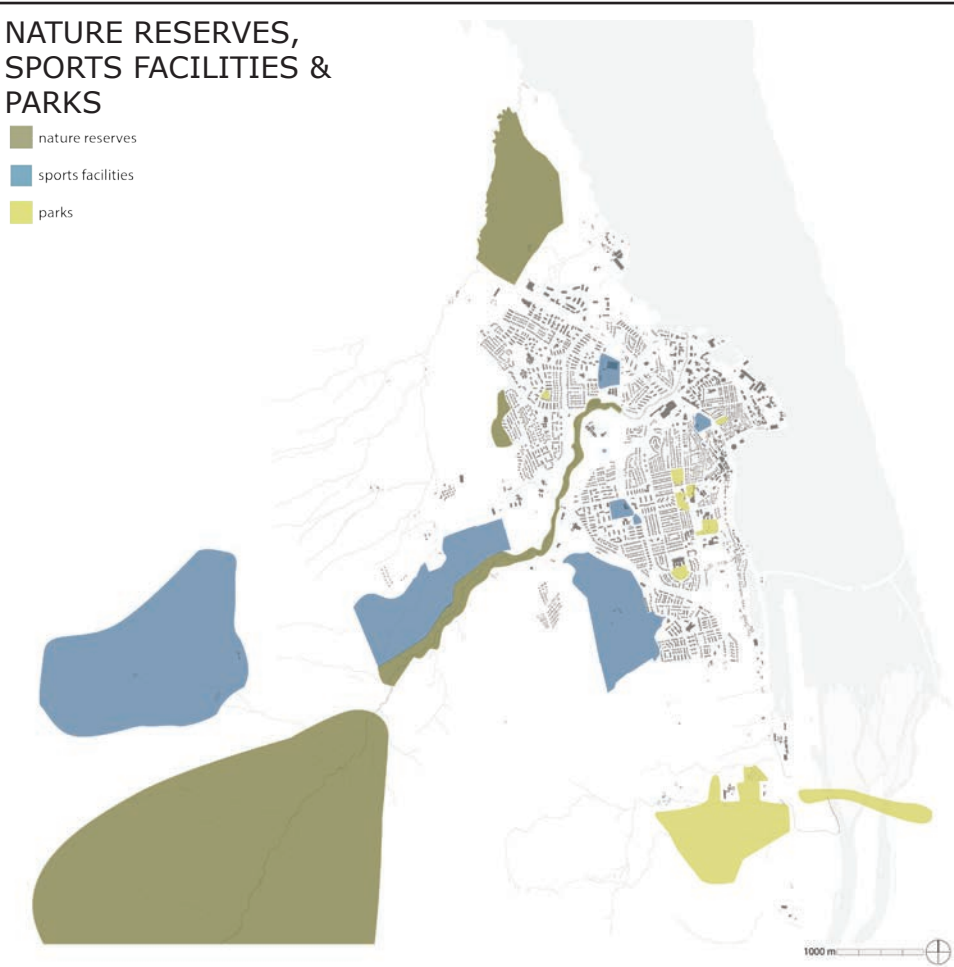 NATURE RESERVES,
SPORTS FACILITIES &
PARKS
nature reserves
sports facilities
parks
1000 m